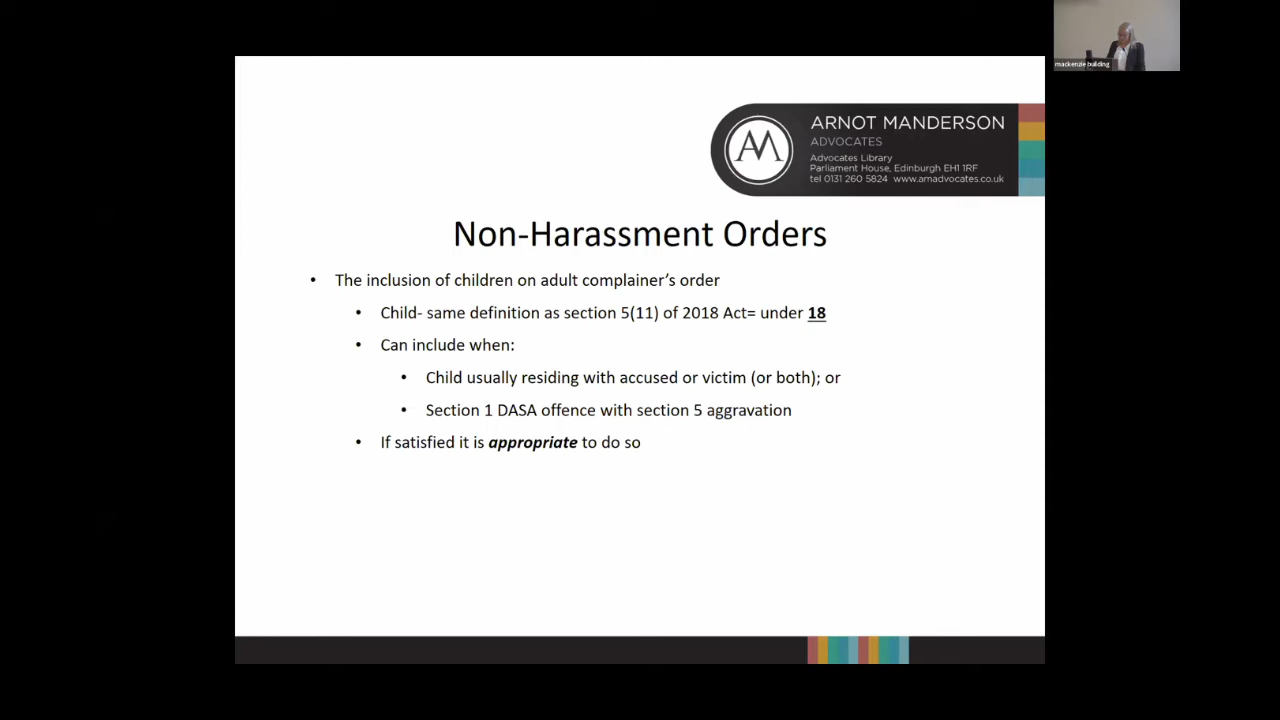 mackenzie building
AM
ARNOT MANDERSON
ADVOCATES
Advocates Library
Parliament House, Edinburgh EH1 1RF
tel 0131 260 5824 www.amadvocates.co.uk
Non-Harassment Orders
• The inclusion of children on adult complainer’s order
• Child- same definition as section 5(11) of 2018 Act= under 18
• Can include when:
• Child usually residing with accused or victim (or both); or
• Section 1 DASA offence with section 5 aggravation
• If satisfied it is appropriate to do so